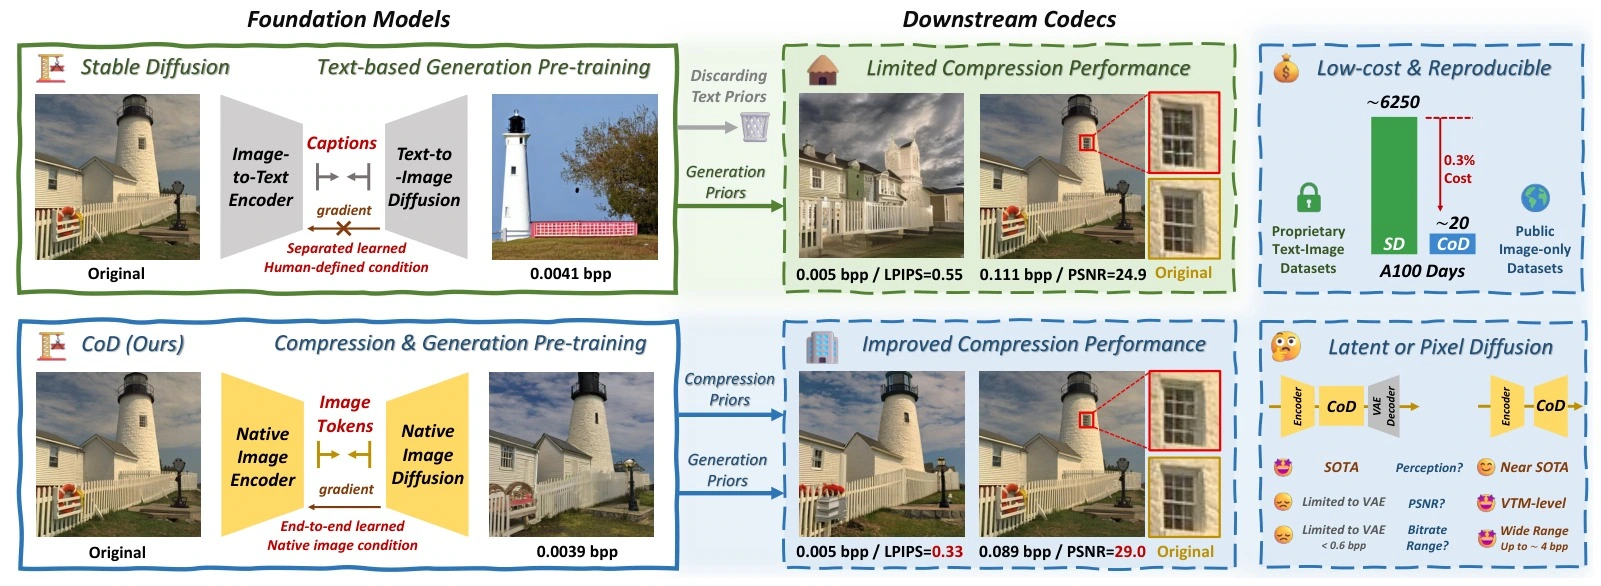 Foundation Models
Downstream Codecs
Stable Diffusion
Text-based Generation Pre-training
Original
Image-
to-Text
Encoder
Captions
gradient
Separated learned
Human-defined condition
Text-to
-Image
Diffusion
0.0041 bpp
Discarding
Text Priors
Generation
Priors
Limited Compression Performance
0.005 bpp / LPIPS=0.55
0.111 bpp / PSNR=24.9
Original
Low-cost & Reproducible
~6250
0.3%
Cost
~20
SD
CoD
A100 Days
Proprietary
Text-Image
Datasets
Public
Image-only
Datasets
CoD (Ours)
Compression & Generation Pre-training
Original
Native
Image
Encoder
Image
Tokens
gradient
End-to-end learned
Native image condition
Native
Image
Diffusion
0.0039 bpp
Compression
Priors
Generation
Priors
Improved Compression Performance
0.005 bpp / LPIPS=0.33
0.089 bpp / PSNR=29.0
Original
Latent or Pixel Diffusion
Encoder
CoD
VAE
Decoder
Encoder
CoD
SOTA
Perception?
Near SOTA
Limited to VAE
PSNR?
VTM-level
Limited to VAE
< 0.6 bpp
Bitrate
Range?
Wide Range
Up to ~ 4 bpp